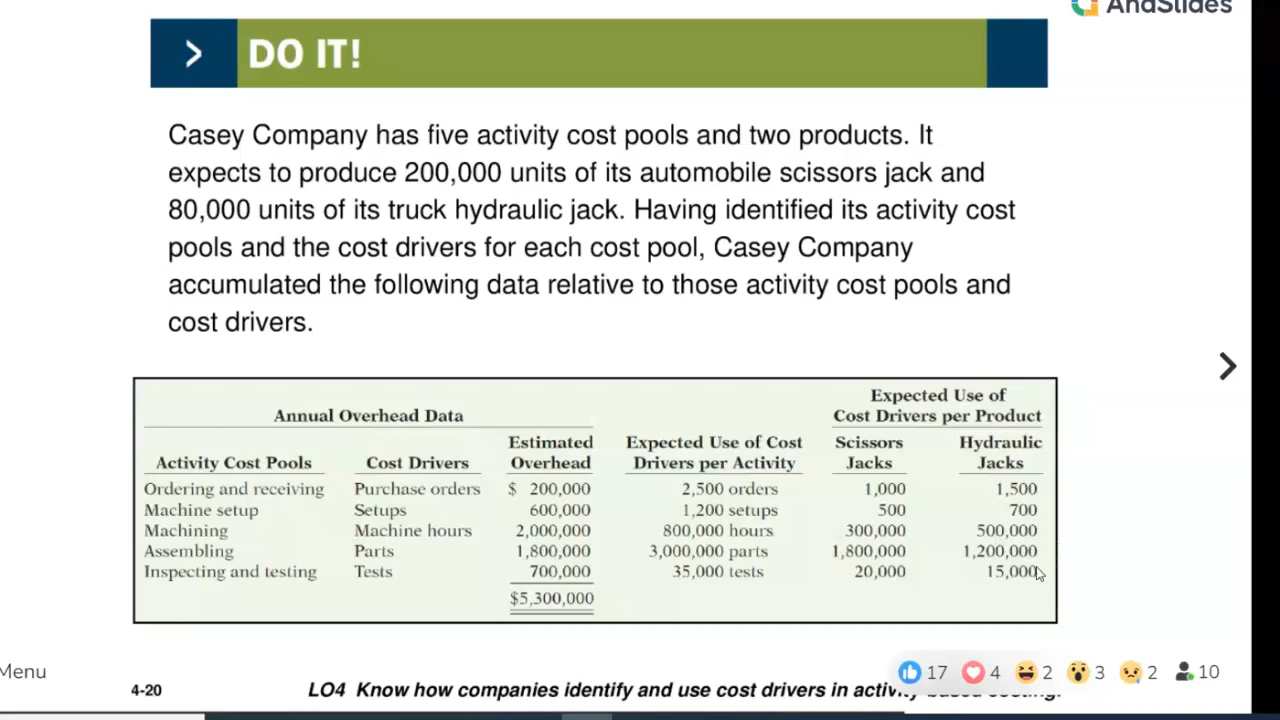 AhaSlides
> DO IT!
Casey Company has five activity cost pools and two products. It
expects to produce 200,000 units of its automobile scissors jack and
80,000 units of its truck hydraulic jack. Having identified its activity cost
pools and the cost drivers for each cost pool, Casey Company
accumulated the following data relative to those activity cost pools and
cost drivers.
Expected Use of
Annual Overhead Data Cost Drivers per Product
Estimated Expected Use of Cost Scissors Hydraulic
Activity Cost Pools Cost Drivers Overhead Drivers per Activity Jacks Jacks
Ordering and receiving Purchase orders $ 200,000 2,500 orders 1,000 1,500
Machine setup Setups 600,000 1,200 setups 500 700
Machining Machine hours 2,000,000 800,000 hours 300,000 500,000
Assembling Parts 1,800,000 3,000,000 parts 1,800,000 1,200,000
Inspecting and testing Tests 700,000 35,000 tests 20,000 15,000
$5,300,000
Menu 17 4 2 3 2 10
4-20 LO4 Know how companies identify and use cost drivers in activity-based costing.